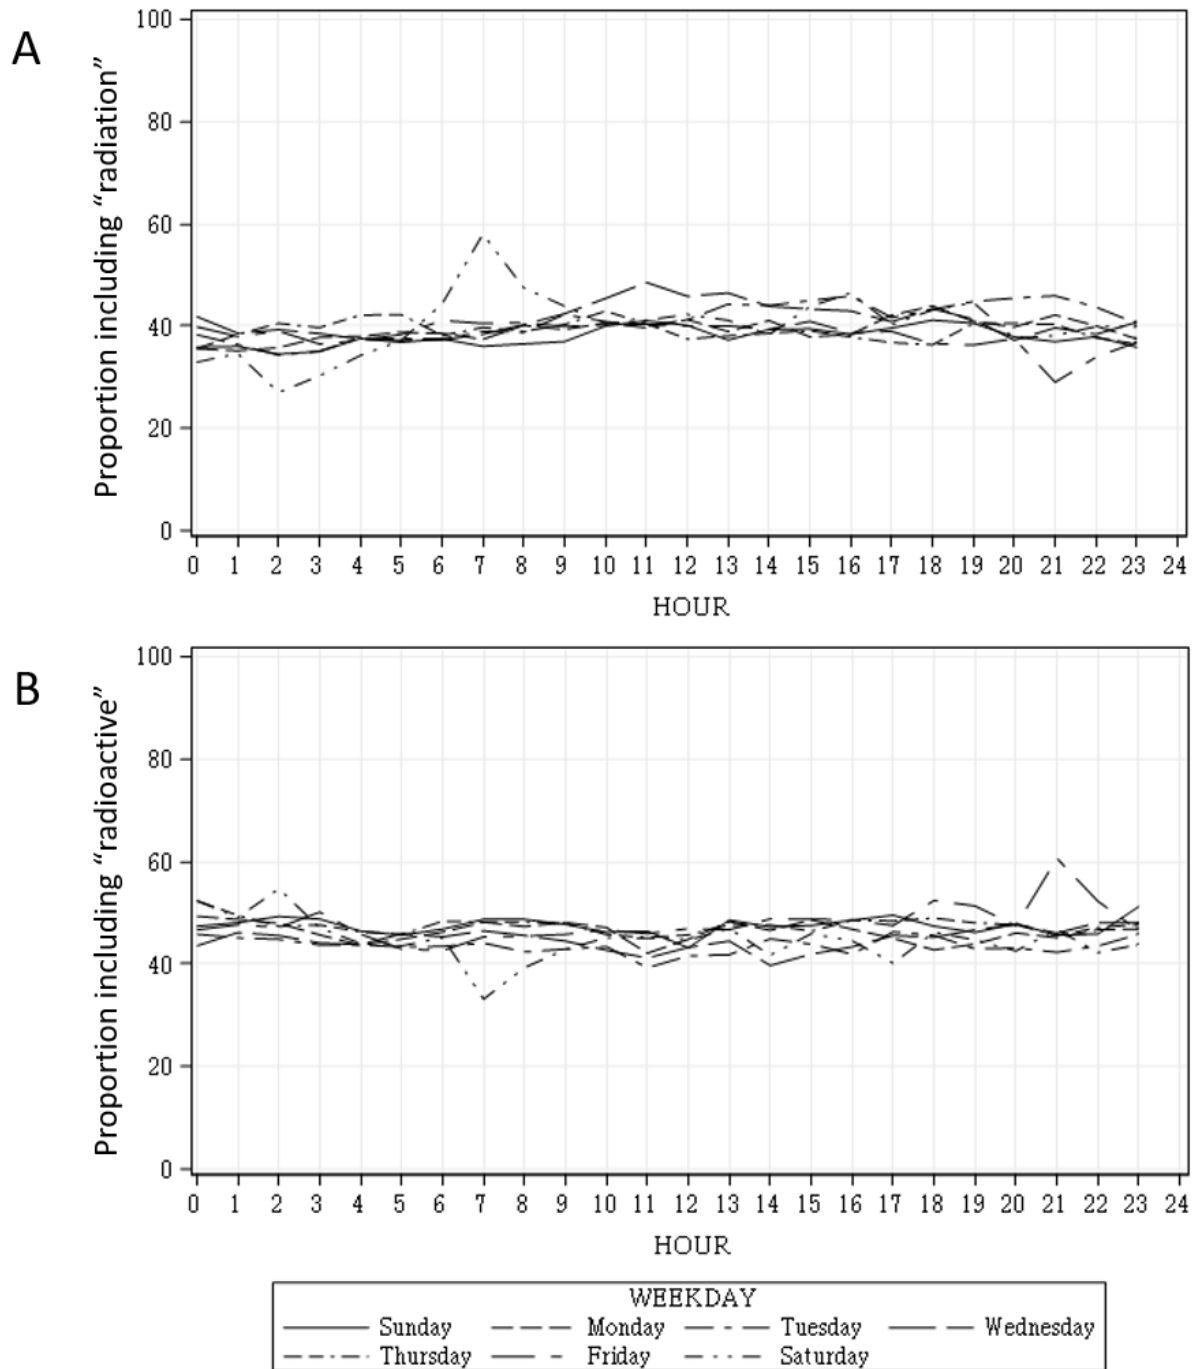 A
Proportion including “radiation”
100
80
60
40
20
0
0 1 2 3 4 5 6 7 8 9 10 11 12 13 14 15 16 17 18 19 20 21 22 23 24
HOUR
B
Proportion including “radioactive”
100
80
60
40
20
0
0 1 2 3 4 5 6 7 8 9 10 11 12 13 14 15 16 17 18 19 20 21 22 23 24
HOUR
WEEKDAY
Sunday Monday Tuesday Wednesday
Thursday Friday Saturday